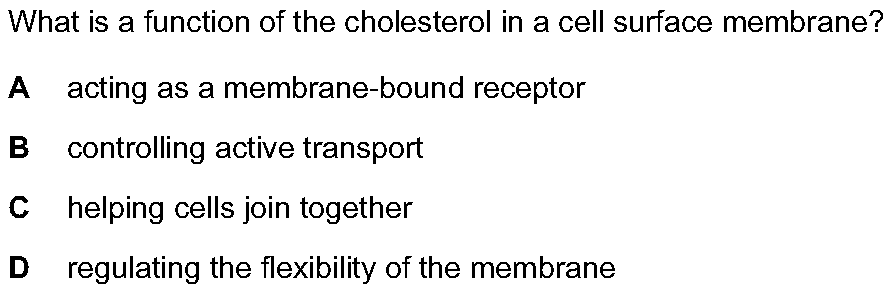 What is a function of the cholesterol in a cell surface membrane?
A acting as a membrane-bound receptor
B controlling active transport
C helping cells join together
D regulating the flexibility of the membrane